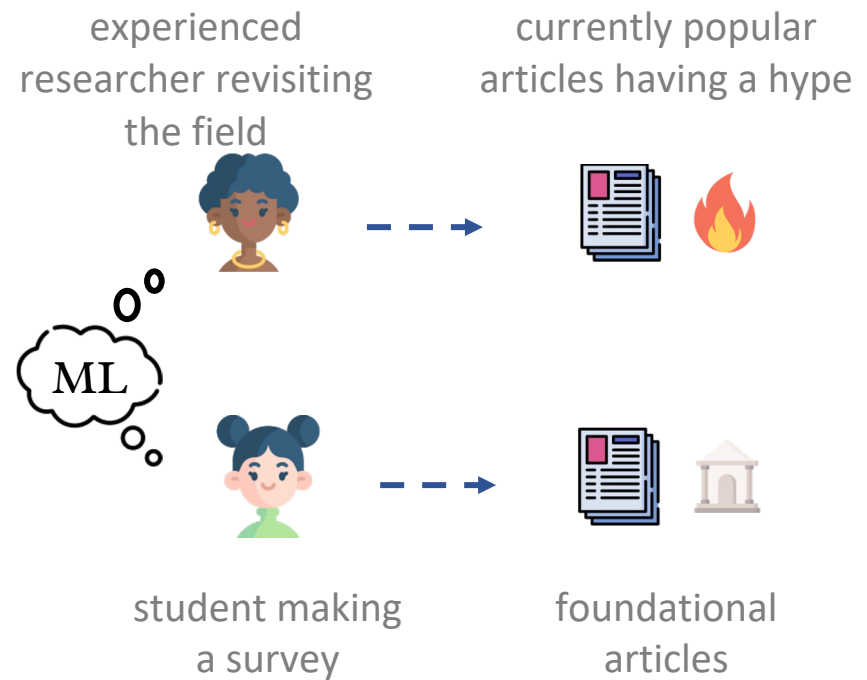 experienced
researcher revisiting
the field
currently popular
articles having a hype
ML
student making
a survey
foundational
articles